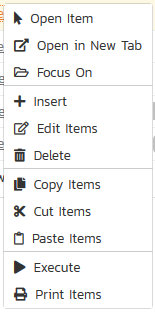 Open Item
Open in New Tab
Focus On
Insert
Edit Items
Delete
Copy Items
Cut Items
Paste Items
Execute
Print Items